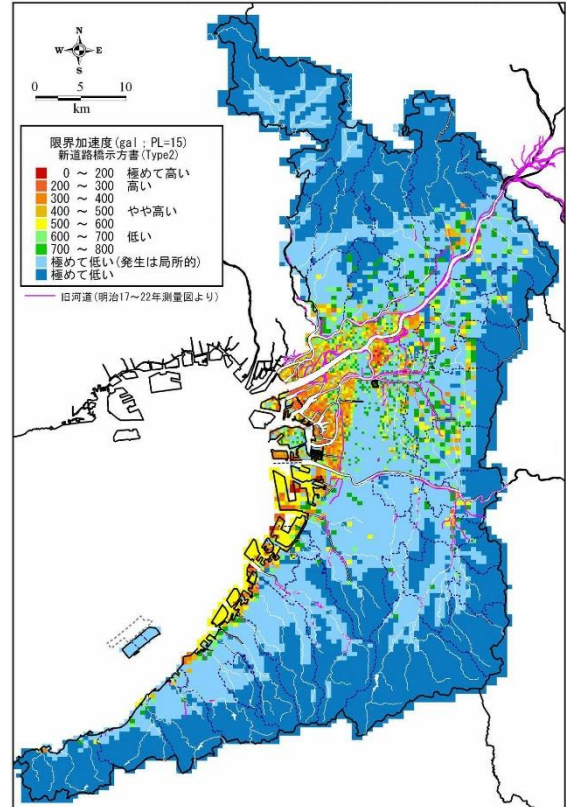 N
W E
S
0 5 10
km
限界加速度(gal : PL=15)
新道路橋示方書(Type2)
0 ～ 200 極めて高い
200 ～ 300 高い
300 ～ 400
400 ～ 500 やや高い
500 ～ 600
600 ～ 700 低い
700 ～ 800
極めて低い(発生は局所的)
極めて低い
旧河道(明治17～22年測量図より)